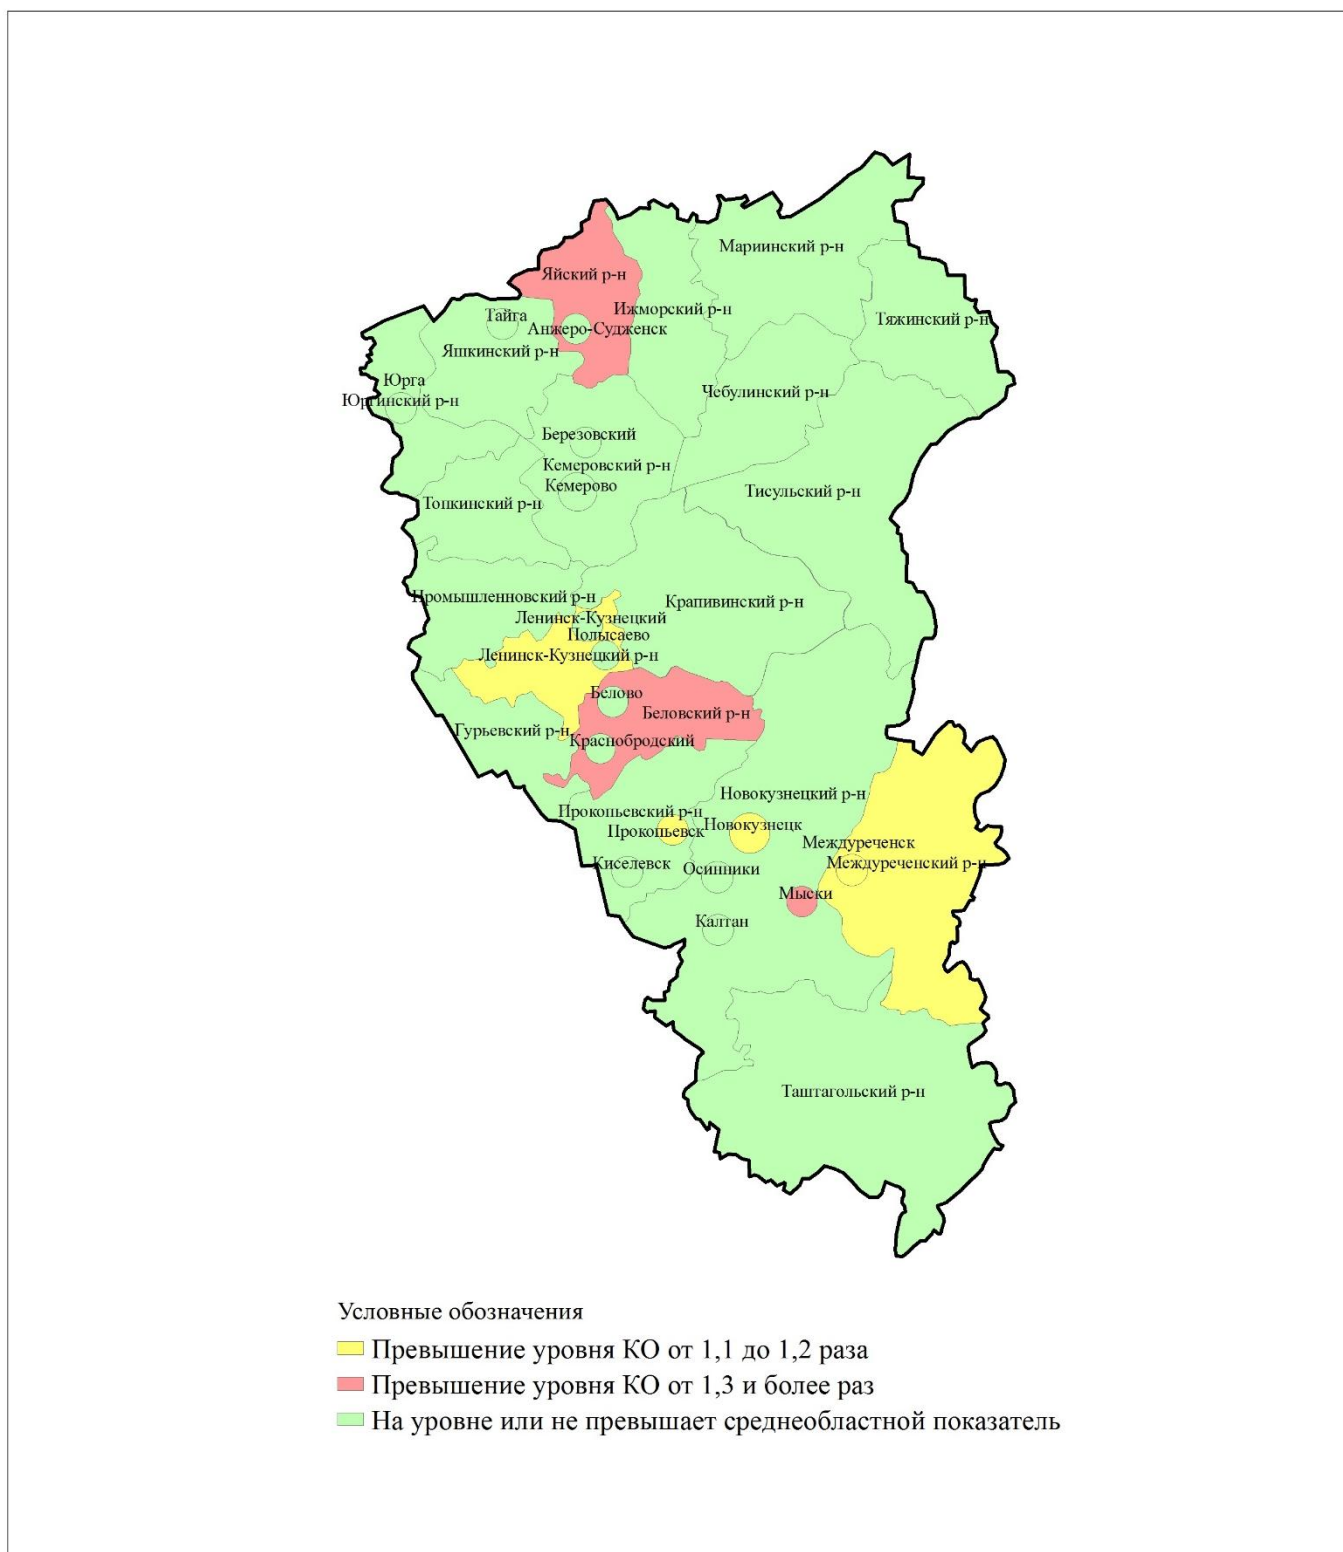 Мариинский р-н
Яйский р-н
Ижморский р-н
Тайга
Анжеро-Судженск
Тяжинский р-н
Яшкинский р-н
Юрга
Юргинский р-н
Чебулинский р-н
Березовский
Кемеровский р-н
Кемерово
Тисульский р-н
Топкинский р-н
Промышленновский р-н
Крапивинский р-н
Ленинск-Кузнецкий
Полысаево
Ленинск-Кузнецкий р-н
Белово
Беловский р-н
Гурьевский р-н
Краснобродский
Новокузнецкий р-н
Прокопьевский р-н
Прокопьевск
Новокузнецк
Междуреченск
Междуреченский р-н
Киселевск
Осинники
Мыски
Калтан
Таштагольский р-н
Условные обозначения
Превышение уровня КО от 1,1 до 1,2 раза
Превышение уровня КО от 1,3 и более раз
На уровне или не превышает среднеобластной показатель